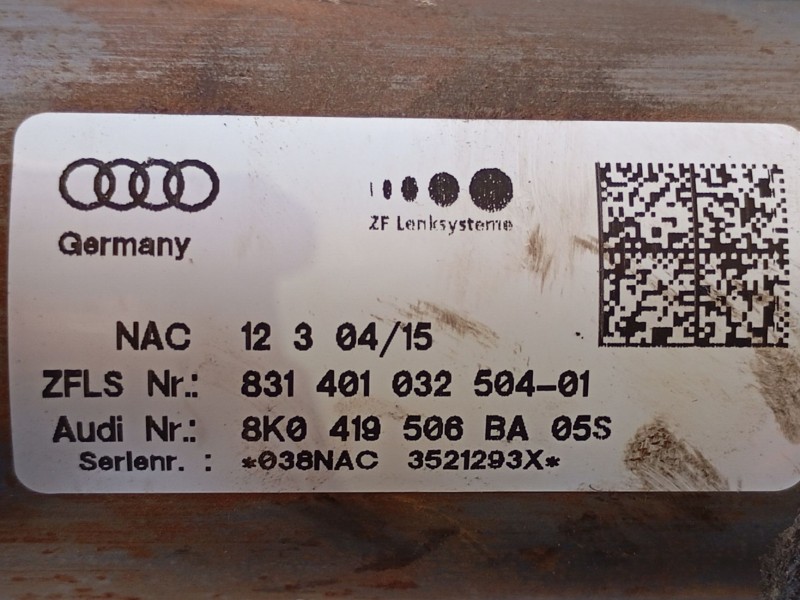 Germany
ZF Lenksysteme
NAC 12 3 04/15
ZFLS Nr.: 831 401 032 504-01
Audi Nr.: 8K0 419 506 BA 05S
Serienr. : *038NAC 3521293X*